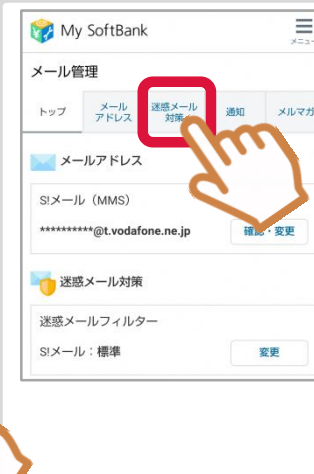 My SoftBank
メニュー
メール管理
トップ
メール
アドレス
迷惑メール
対策
通知
メルマガ
メールアドレス
S!メール（MMS）
**********@t.vodafone.ne.jp
確認・変更
迷惑メール対策
迷惑メールフィルター
S!メール：標準
変更